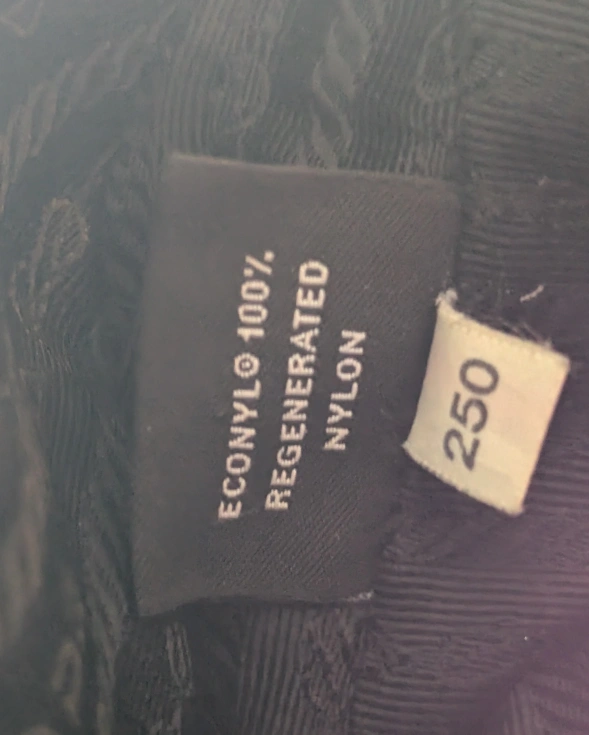 ECONYL® 100%
REGENERATED
NYLON
250